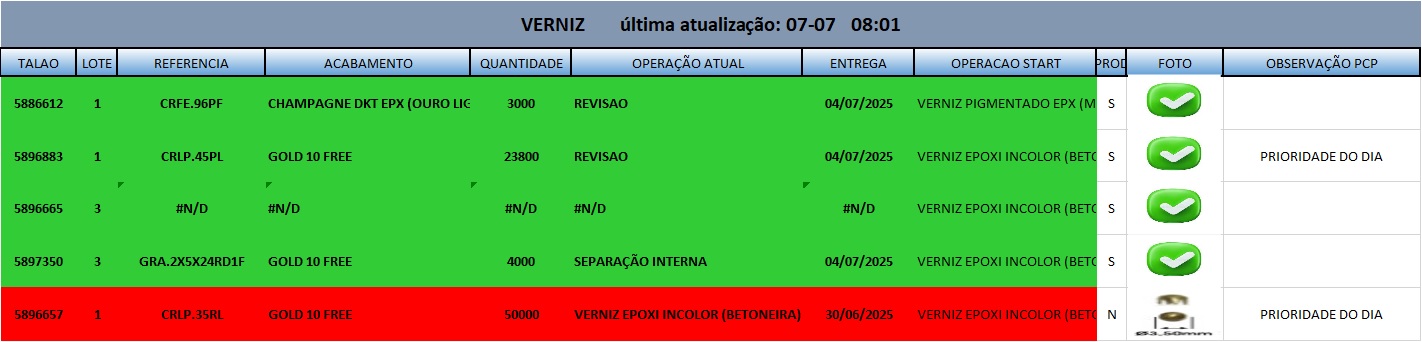 VERNIZ última atualização: 07-07 08:01
TALAO LOTE REFERENCIA ACABAMENTO QUANTIDADE OPERAÇÃO ATUAL ENTREGA OPERACAO START PROD FOTO OBSERVAÇÃO PCP
5886612 1 CRFE.96PF CHAMPAGNE DKT EPX (OURO LIG 3000 REVISAO 04/07/2025 VERNIZ PIGMENTADO EPX (M S
5896883 1 CRLP.45PL GOLD 10 FREE 23800 REVISAO 04/07/2025 VERNIZ EPOXI INCOLOR (BETO S PRIORIDADE DO DIA
5896665 3 #N/D #N/D #N/D #N/D #N/D VERNIZ EPOXI INCOLOR (BETO S
5897350 3 GRA.2X5X24RD1F GOLD 10 FREE 4000 SEPARAÇÃO INTERNA 04/07/2025 VERNIZ EPOXI INCOLOR (BETO S
5896657 1 CRLP.35RL GOLD 10 FREE 50000 VERNIZ EPOXI INCOLOR (BETONEIRA) 30/06/2025 VERNIZ EPOXI INCOLOR (BETO N PRIORIDADE DO DIA
Ø3,50mm